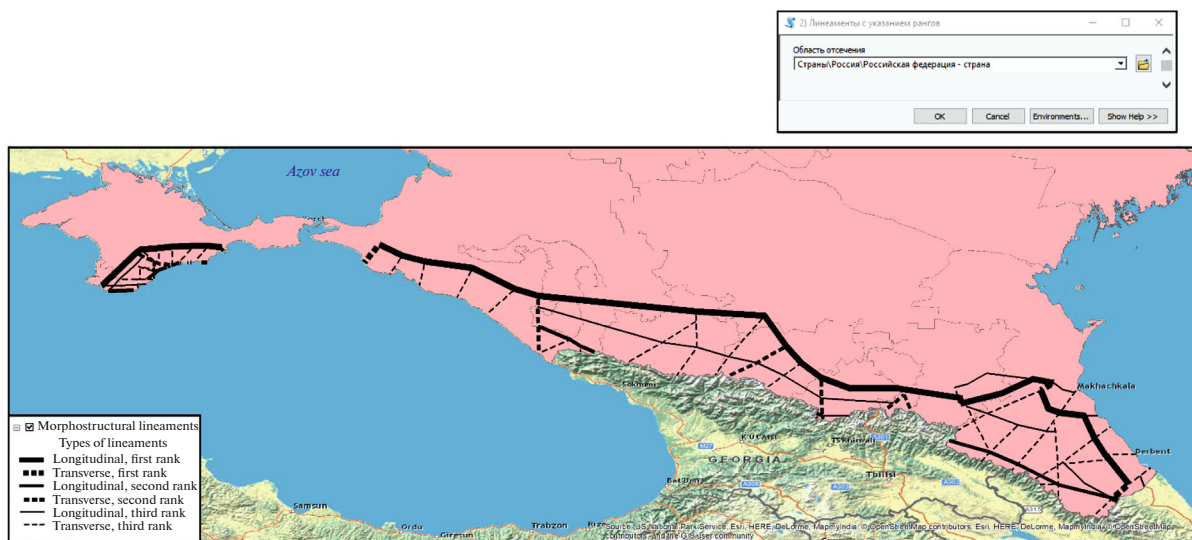 2) Линеаменты с указанием рангов
Область отсечения
Страны\Россия\Российская федерация - страна
OK Cancel Environments... Show Help >>
Azov sea
Makhachkala
Sokhumi
Derbent
KUTAISI
Tskhinvali
GEORGIA
Tbilisi
Bat'umi
Samsun
Ordu
Giresun
Trabzon
Rize
Morphostructural lineaments
Types of lineaments
Longitudinal, first rank
Transverse, first rank
Longitudinal, second rank
Transverse, second rank
Longitudinal, third rank
Transverse, third rank
Source: US National Park Service, Esri, HERE, DeLorme, MapmyIndia, © OpenStreetMap contributors, Esri, HERE, DeLorme, MapmyIndia, © OpenStreetMap
contributors, and the GIS user community